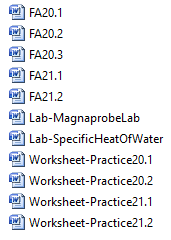 FA20.1
FA20.2
FA20.3
FA21.1
FA21.2
Lab-MagnaprobeLab
Lab-SpecificHeatOfWater
Worksheet-Practice20.1
Worksheet-Practice20.2
Worksheet-Practice21.1
Worksheet-Practice21.2